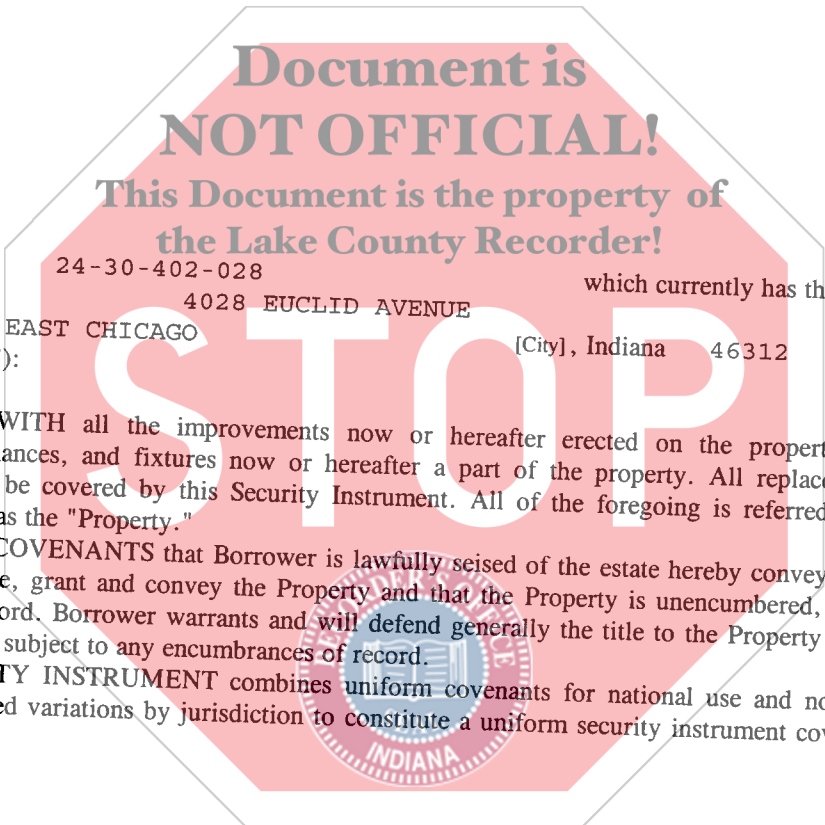 Document is
NOT OFFICIAL!
This Document is the property of
the Lake County Recorder!
24-30-402-028
which currently has th
4028 EUCLID AVENUE
EAST CHICAGO
[City], Indiana 46312
"):
STOP
WITH all the improvements now or hereafter erected on the propert
ances, and fixtures now or hereafter a part of the property. All replac
be covered by this Security Instrument. All of the foregoing is referred
as the "Property."
COVENANTS that Borrower is lawfully seised of the estate hereby convey
e, grant and convey the Property and that the Property is unencumbered,
ord. Borrower warrants and will defend generally the title to the Property
subject to any encumbrances of record.
TY INSTRUMENT combines uniform covenants for national use and no
ed variations by jurisdiction to constitute a uniform security instrument cov
RECORDER'S OFFICE
INDIANA